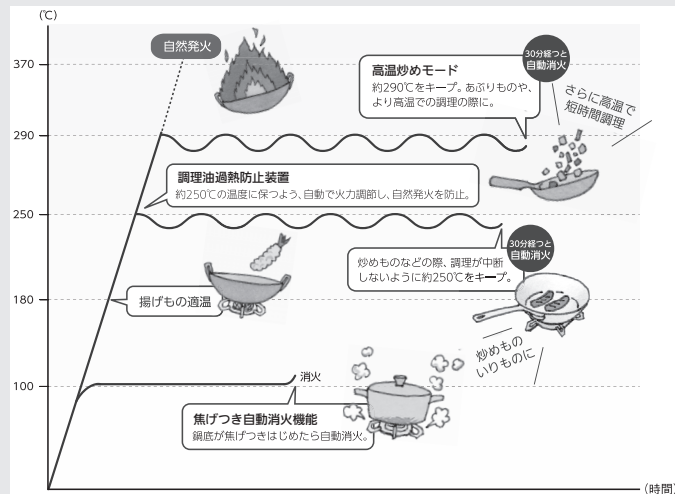 (℃)
自然発火
370
高温炒めモード
約290℃をキープ。あぶりものや、
より高温での調理の際に。
30分経つと
自動消火
さらに高温で
短時間調理
290
調理油過熱防止装置
約250℃の温度に保つよう、自動で火力調節し、自然発火を防止。
250
炒めものなどの際、調理が中断
しないように約250℃をキープ。
30分経つと
自動消火
揚げもの適温
180
炒めもの
いりものに
100
消火
焦げつき自動消火機能
鍋底が焦げつきはじめたら自動消火。
(時間)